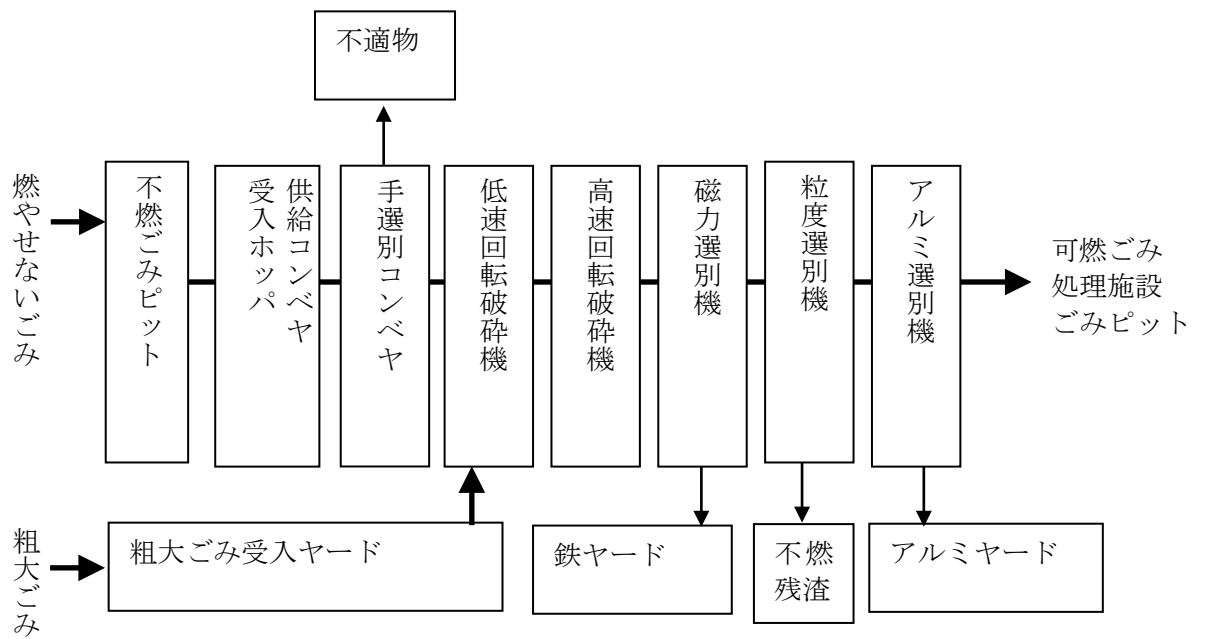 不適物
燃やせないごみ
不燃ごみピット
供給コンベヤ
受入ホッパ
手選別コンベヤ
低速回転破砕機
高速回転破砕機
磁力選別機
粒度選別機
アルミ選別機
可燃ごみ
処理施設
ごみピット
粗大ごみ
粗大ごみ受入ヤード
鉄ヤード
不燃
残渣
アルミヤード